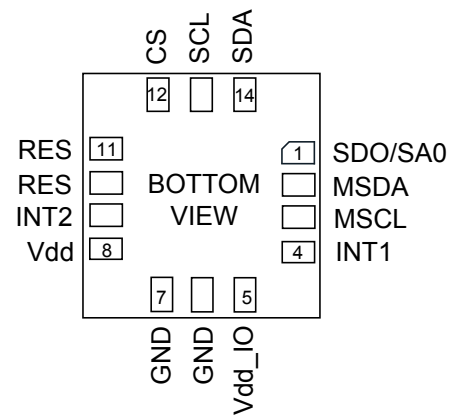 CS
SCL
SDA
12
14
RES
11
1
SDO/SA0
RES
BOTTOM
MSDA
INT2
VIEW
MSCL
Vdd
8
4
INT1
7
5
GND
GND
Vdd_IO